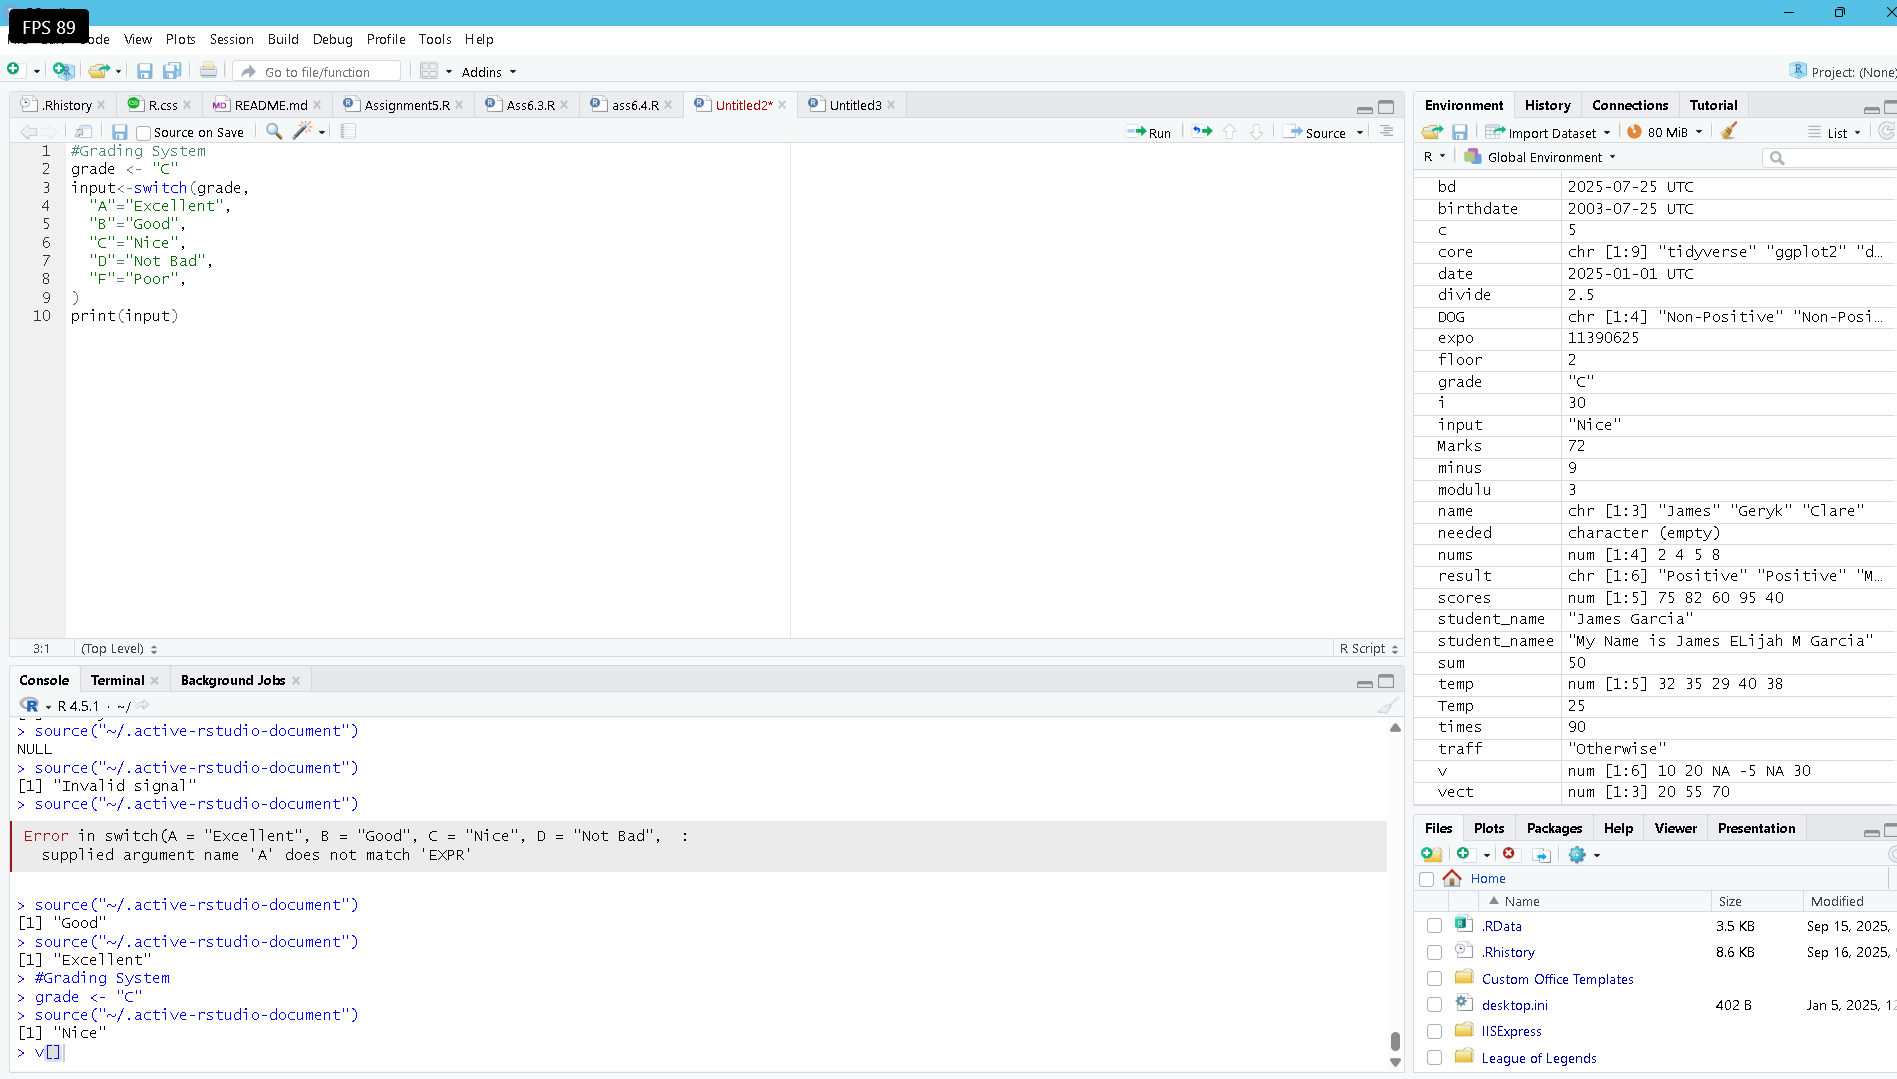 FPS 89
View Plots Session Build Debug Profile Tools Help
Go to file/function Addins Project: (None)
.Rhistory R.css README.md Assignment5.R Ass6.3.R ass6.4.R Untitled2* Untitled3
Source on Save Run Source
1 #Grading System
2 grade <- "C"
3 input<-switch(grade,
4 "A"="Excellent",
5 "B"="Good",
6 "C"="Nice",
7 "D"="Not Bad",
8 "F"="Poor",
9 )
10 print(input)
3:1 (Top Level) R Script
Console Terminal Background Jobs
R 4.5.1 · ~/
> source("~/.active-rstudio-document")
NULL
> source("~/.active-rstudio-document")
[1] "Invalid signal"
> source("~/.active-rstudio-document")
Error in switch(A = "Excellent", B = "Good", C = "Nice", D = "Not Bad", :
supplied argument name 'A' does not match 'EXPR'
> source("~/.active-rstudio-document")
[1] "Good"
> source("~/.active-rstudio-document")
[1] "Excellent"
> #Grading System
> grade <- "C"
> source("~/.active-rstudio-document")
[1] "Nice"
> v[]
Environment History Connections Tutorial
Import Dataset 80 MiB List
R Global Environment
bd 2025-07-25 UTC
birthdate 2003-07-25 UTC
c 5
core chr [1:9] "tidyverse" "ggplot2" "d...
date 2025-01-01 UTC
divide 2.5
DOG chr [1:4] "Non-Positive" "Non-Posi...
expo 11390625
floor 2
grade "C"
i 30
input "Nice"
Marks 72
minus 9
modulu 3
name chr [1:3] "James" "Geryk" "Clare"
needed character (empty)
nums num [1:4] 2 4 5 8
result chr [1:6] "Positive" "Positive" "M...
scores num [1:5] 75 82 60 95 40
student_name "James Garcia"
student_namee "My Name is James ELijah M Garcia"
sum 50
temp num [1:5] 32 35 29 40 38
Temp 25
times 90
traff "Otherwise"
v num [1:6] 10 20 NA -5 NA 30
vect num [1:3] 20 55 70
Files Plots Packages Help Viewer Presentation
Home
Name Size Modified
.RData 3.5 KB Sep 15, 2025,
.Rhistory 8.6 KB Sep 16, 2025,
Custom Office Templates
desktop.ini 402 B Jan 5, 2025, 1
IISExpress
League of Legends